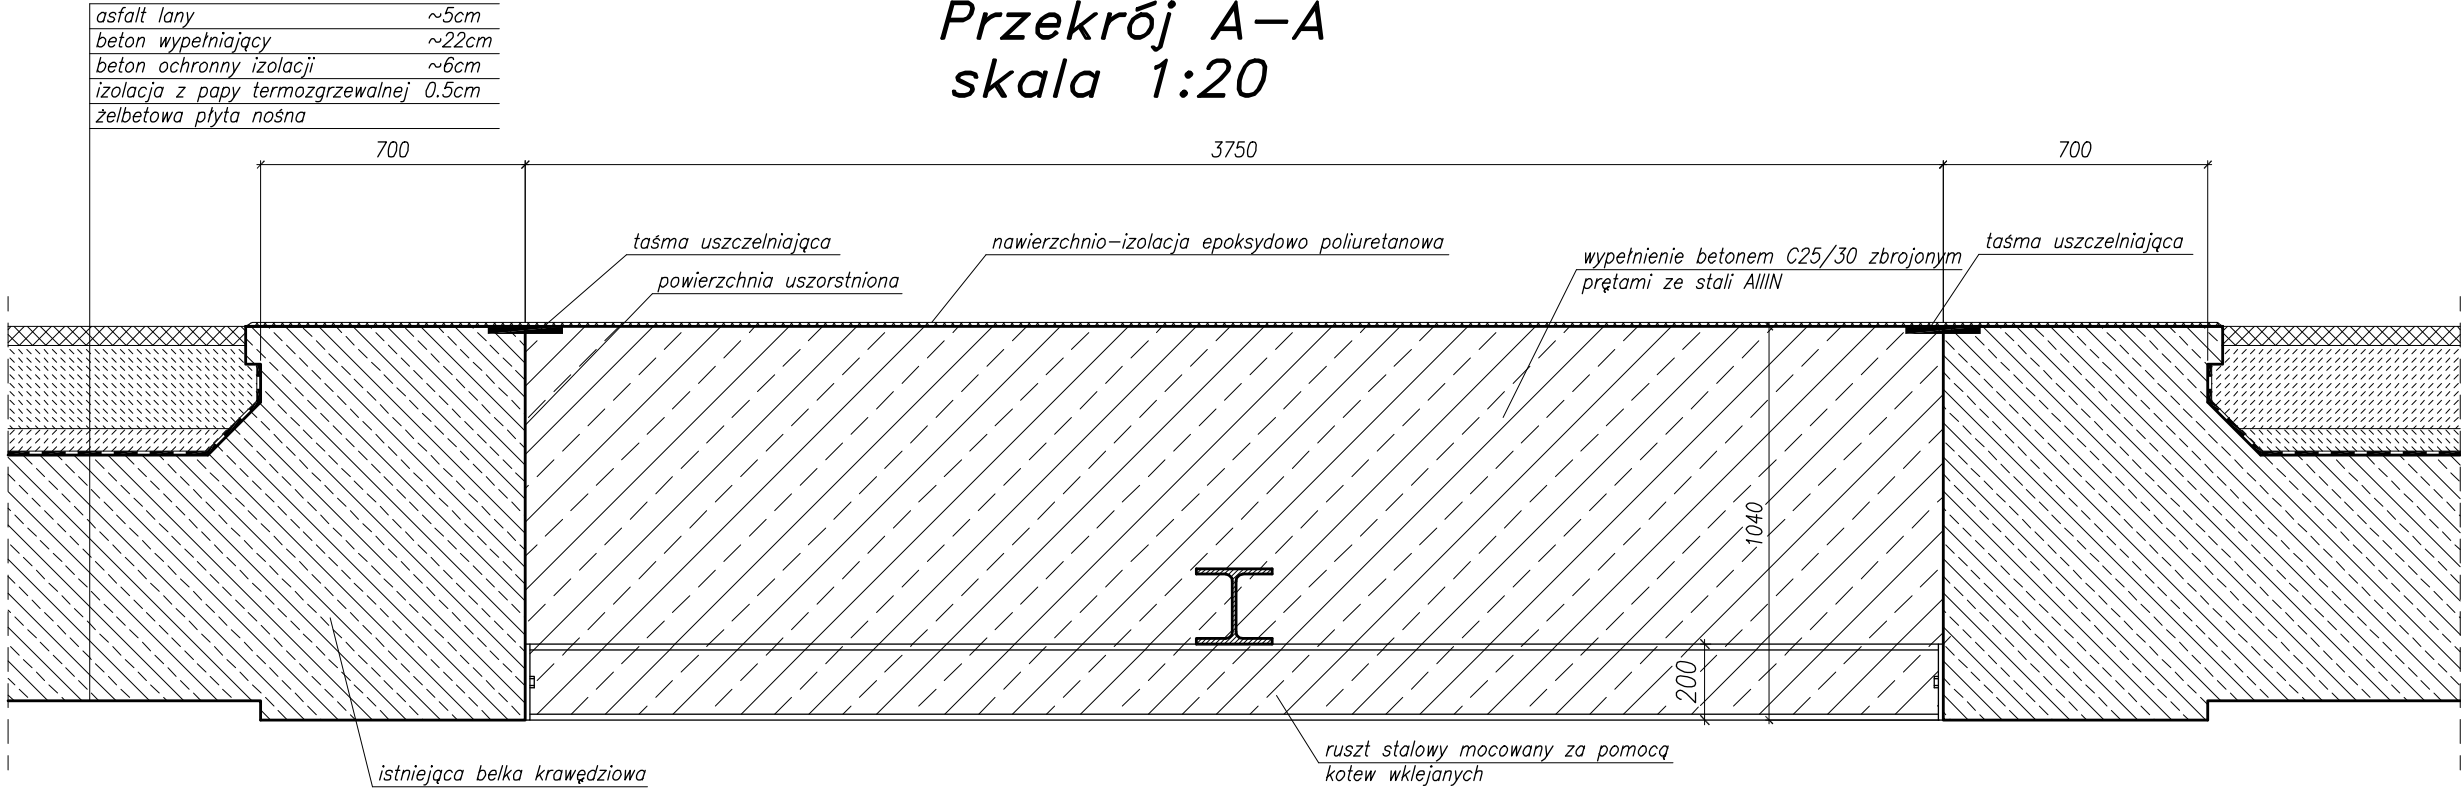 Przekrój A-A
skala 1:20
asfalt lany ~5cm
beton wypełniający ~22cm
beton ochronny izolacji ~6cm
izolacja z papy termozgrzewalnej 0.5cm
żelbetowa płyta nośna
700
3750
700
taśma uszczelniająca
nawierzchnio-izolacja epoksydowo poliuretanowa
taśma uszczelniająca
wypełnienie betonem C25/30 zbrojonym
prętami ze stali AIIIN
powierzchnia uszorstniona
1040
200
ruszt stalowy mocowany za pomocą
kotew wklejanych
istniejąca belka krawędziowa